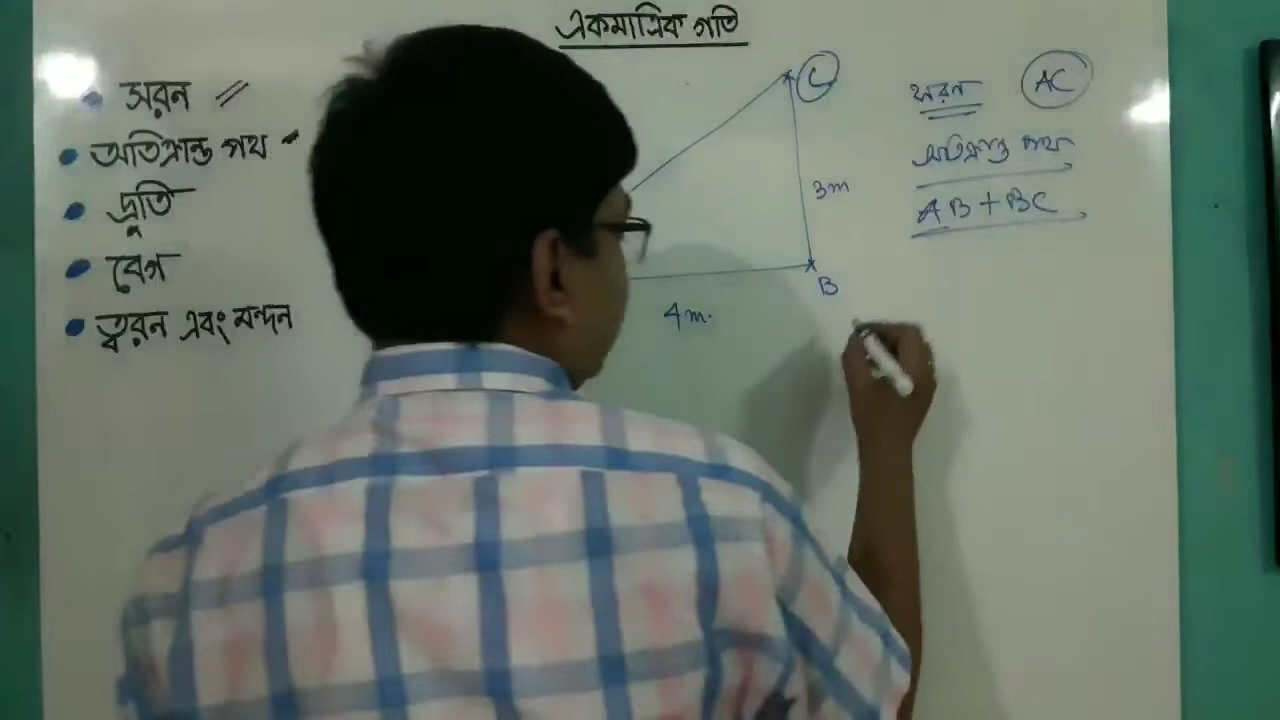 একমাত্রিক গতি
সরন
অতিক্রান্ত পথ
দ্রুতি
বেগ
ত্বরন এবং মন্দন
C
3m
B
4m.
সরন AC
অতিক্রান্ত পথ
AB + BC